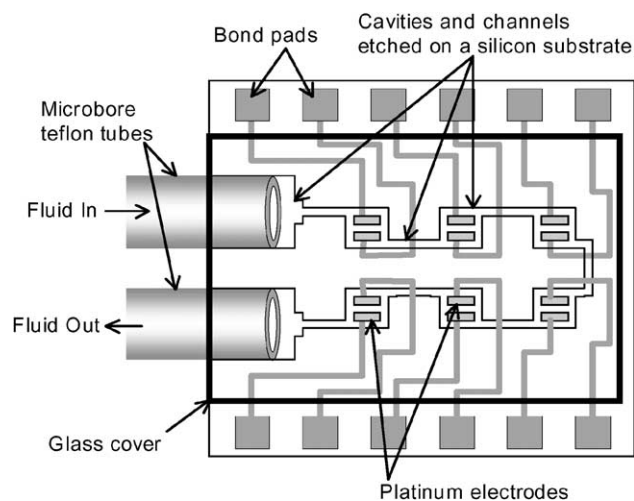 Bond pads
Cavities and channels
etched on a silicon substrate
Microbore
teflon tubes
Fluid In
Fluid Out
Glass cover
Platinum electrodes